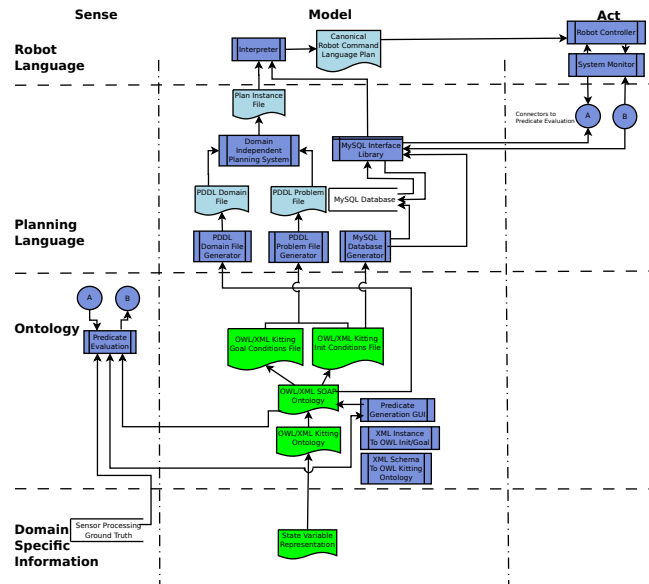 Sense
Model
Act
Robot
Language
Interpreter
Canonical
Robot Command
Language Plan
Robot Controller
System Monitor
Plan Instance
File
Connectors to
Predicate Evaluation
A
B
Domain
Independent
Planning System
MySQL Interface
Library
PDDL Domain
File
PDDL Problem
File
MySQL Database
Planning
Language
PDDL
Domain File
Generator
PDDL
Problem File
Generator
MySQL
Database
Generator
A
B
Ontology
Predicate
Evaluation
OWL/XML Kitting
Goal Conditions File
OWL/XML Kitting
Init Conditions File
OWL/XML SOAP
Ontology
Predicate
Generation GUI
OWL/XML Kitting
Ontology
XML Instance
To OWL Init/Goal
XML Schema
To OWL Kitting
Ontology
Domain
Specific
Information
Sensor Processing
Ground Truth
State Variable
Representation